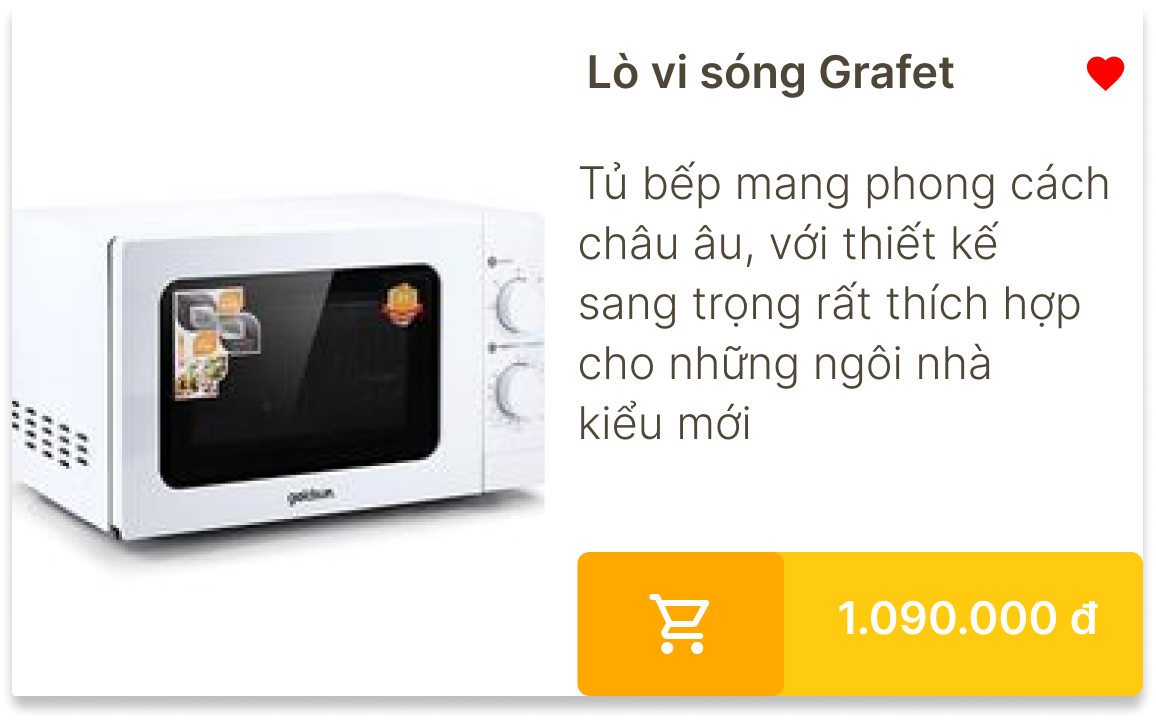 Lò vi sóng Grafet
Tủ bếp mang phong cách
châu âu, với thiết kế
sang trọng rất thích hợp
cho những ngôi nhà
kiểu mới
goldsun
1.090.000 đ